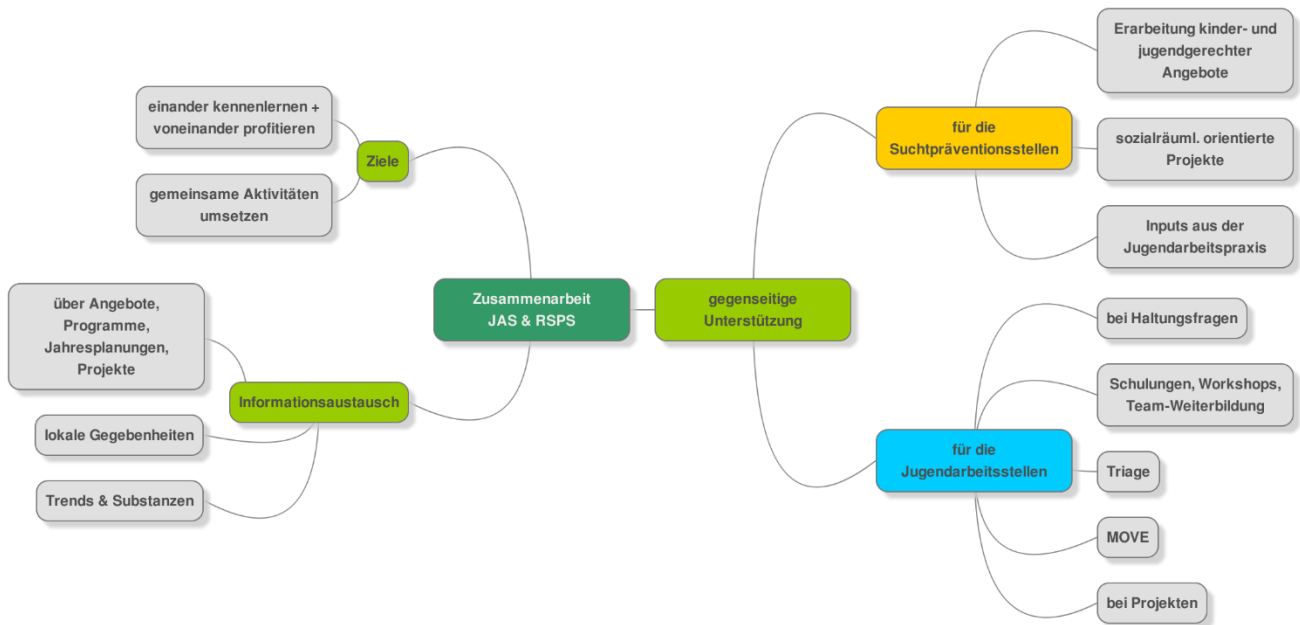 einander kennenlernen +
voneinander profitieren
gemeinsame Aktivitäten
umsetzen
Ziele
über Angebote,
Programme,
Jahresplanungen,
Projekte
lokale Gegebenheiten
Trends & Substanzen
Informationsaustausch
Zusammenarbeit
JAS & RSPS
gegenseitige
Unterstützung
für die
Suchtpräventionsstellen
Erarbeitung kinder- und
jugendgerechter
Angebote
sozialräuml. orientierte
Projekte
Inputs aus der
Jugendarbeitspraxis
für die
Jugendarbeitsstellen
bei Haltungsfragen
Schulungen, Workshops,
Team-Weiterbildung
Triage
MOVE
bei Projekten